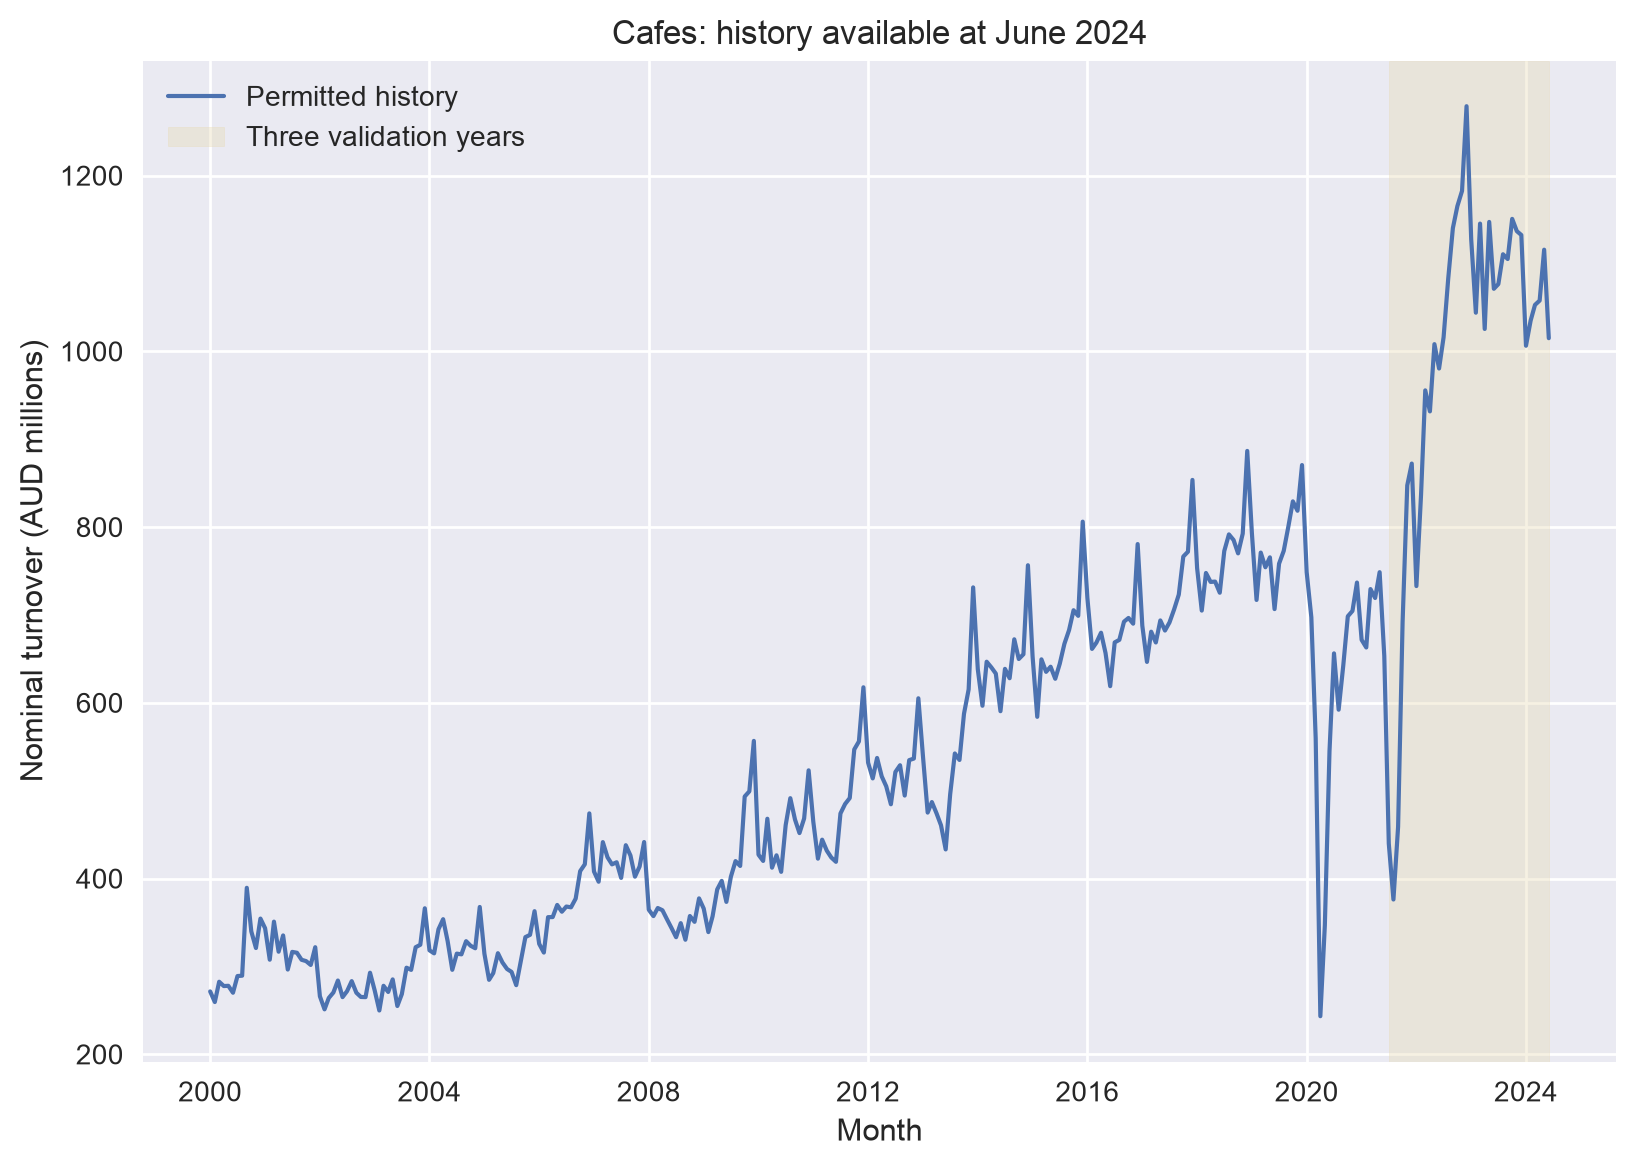 Cafes: history available at June 2024
Permitted history
Three validation years
Nominal turnover (AUD millions)
1200
1000
800
600
400
200
2000 2004 2008 2012 2016 2020 2024
Month